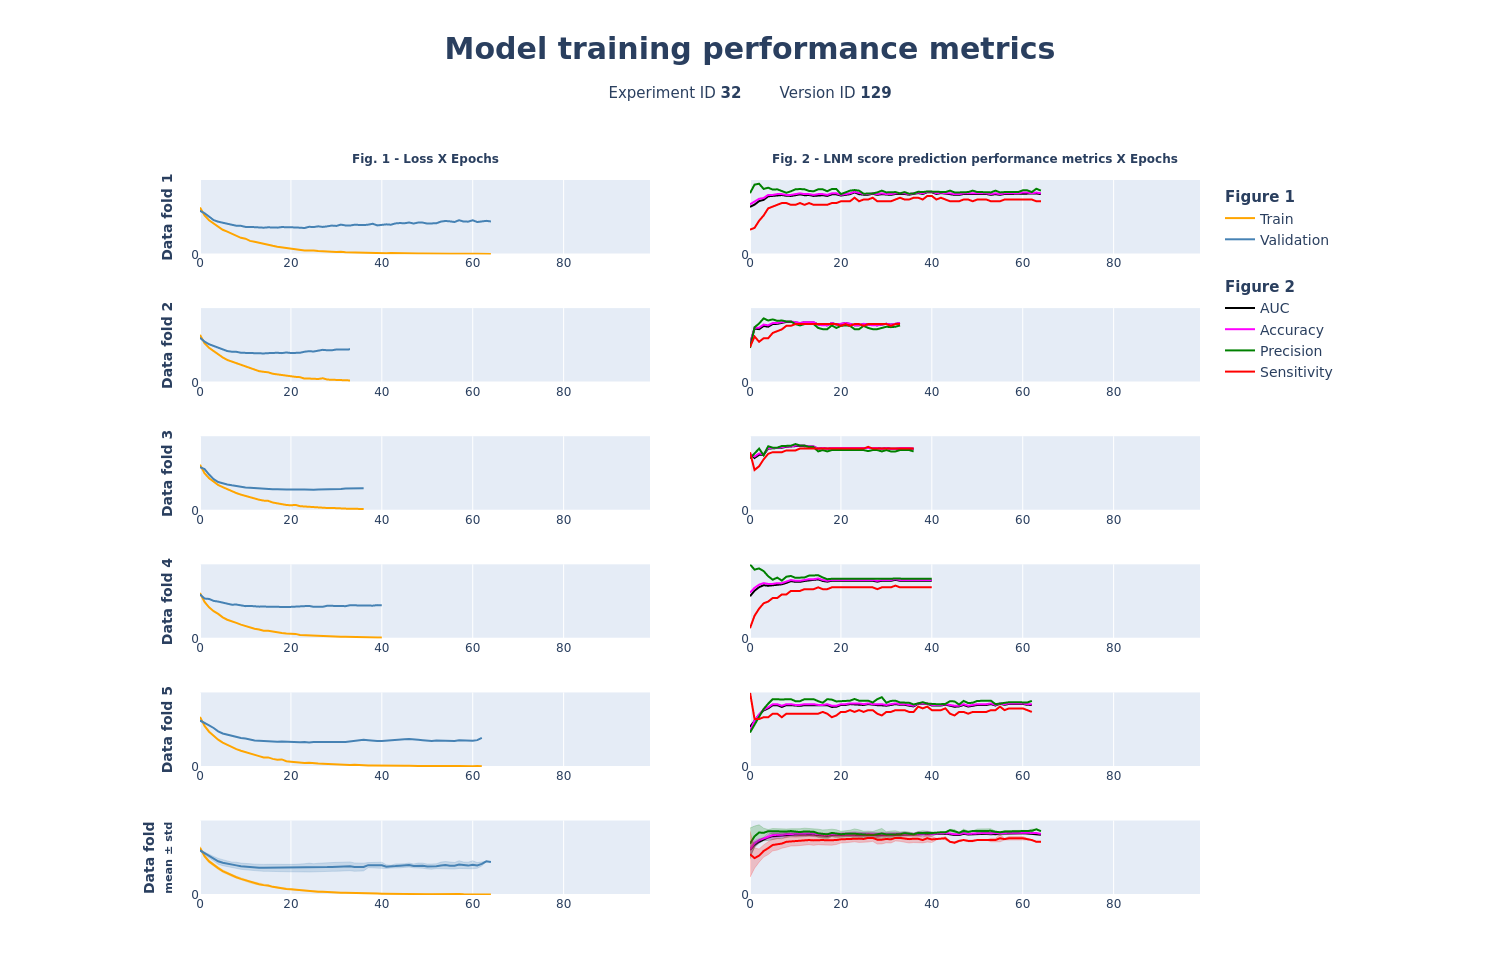 Model training performance metrics
Experiment ID 32 Version ID 129
Fig. 1 - Loss X Epochs
Fig. 2 - LNM score prediction performance metrics X Epochs
Data fold 1
0
0 20 40 60 80
0
0 20 40 60 80
Figure 1
Train
Validation
Figure 2
AUC
Accuracy
Precision
Sensitivity
Data fold 2
0
0 20 40 60 80
0
0 20 40 60 80
Data fold 3
0
0 20 40 60 80
0
0 20 40 60 80
Data fold 4
0
0 20 40 60 80
0
0 20 40 60 80
Data fold 5
0
0 20 40 60 80
0
0 20 40 60 80
Data fold
mean ± std
0
0 20 40 60 80
0
0 20 40 60 80